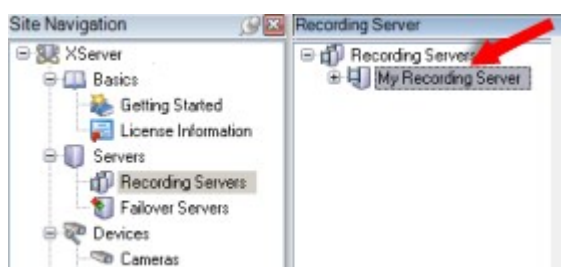 Site Navigation
XServer
Basics
Getting Started
License Information
Servers
Recording Servers
Failover Servers
Devices
Cameras
Recording Server
Recording Servers
My Recording Server